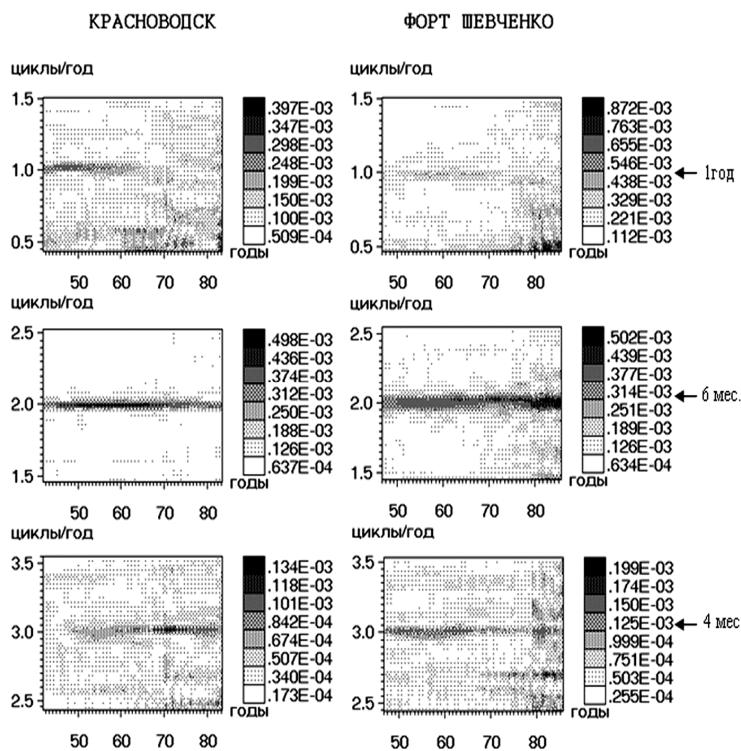 КРАСНОВОДСК ФОРТ ШЕВЧЕНКО
циклы/год циклы/год
1.5 .397E-03 1.5 .872E-03
.347E-03 .763E-03
.298E-03 .655E-03
1.0 .248E-03 1.0 .546E-03 1год
.199E-03 .438E-03
.150E-03 .329E-03
.100E-03 .221E-03
0.5 .509E-04 0.5 .112E-03
годы годы
50 60 70 80 50 60 70 80
циклы/год циклы/год
2.5 .498E-03 2.5 .502E-03
.436E-03 .439E-03
.374E-03 .377E-03
2.0 .312E-03 2.0 .314E-03 6 мес.
.250E-03 .251E-03
.188E-03 .189E-03
.126E-03 .126E-03
1.5 .637E-04 1.5 .634E-04
годы годы
50 60 70 80 50 60 70 80
циклы/год циклы/год
3.5 .134E-03 3.5 .199E-03
.118E-03 .174E-03
.101E-03 .150E-03
3.0 .842E-04 3.0 .125E-03 4 мес
.674E-04 .999E-04
.507E-04 .751E-04
.340E-04 .503E-04
2.5 .173E-04 2.5 .255E-04
годы годы
50 60 70 80 50 60 70 80